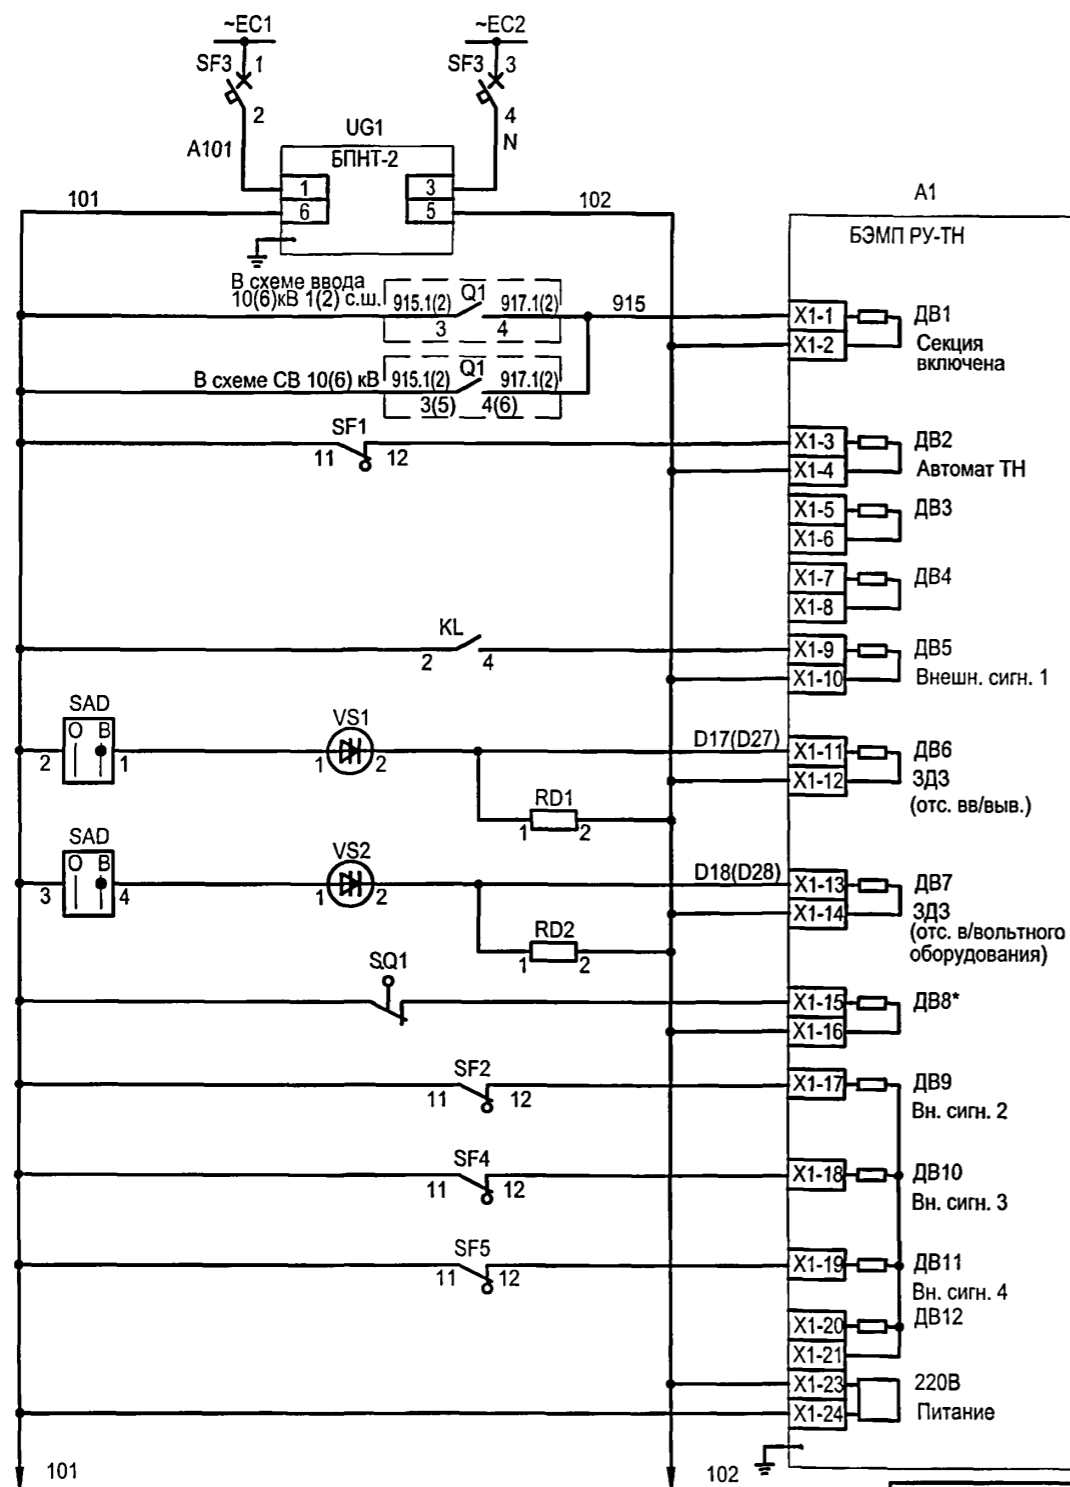 ~EC1 ~EC2
SF3 1 SF3 3
2 4
A101 UG1 N
БПНТ-2
1 3
6 5
101 102
A1
БЭМП РУ-ТН
В схеме ввода
10(6)кВ 1(2) с.ш.
915.1(2) Q1 917.1(2) 915 X1-1 ДВ1
3 4 X1-2 Секция
включена
В схеме СВ 10(6) кВ 915.1(2) Q1 917.1(2)
3(5) 4(6)
SF1 X1-3 ДВ2
11 12 X1-4 Автомат ТН
X1-5 ДВ3
X1-6
X1-7 ДВ4
X1-8
KL X1-9 ДВ5
2 4 X1-10 Внешн. сигн. 1
SAD VS1
О В D17(D27) X1-11 ДВ6
2 1 1 2 X1-12 ЗДЗ
RD1 (отс. вв/выв.)
1 2
SAD VS2
О В D18(D28) X1-13 ДВ7
3 4 1 2 X1-14 ЗДЗ
RD2 (отс. в/вольтного
1 2 оборудования)
SQ1 X1-15 ДВ8*
X1-16
SF2 X1-17 ДВ9
11 12 Вн. сигн. 2
SF4 X1-18 ДВ10
11 12 Вн. сигн. 3
SF5 X1-19 ДВ11
11 12 Вн. сигн. 4
X1-20 ДВ12
X1-21
X1-23 220В
X1-24 Питание
101 102